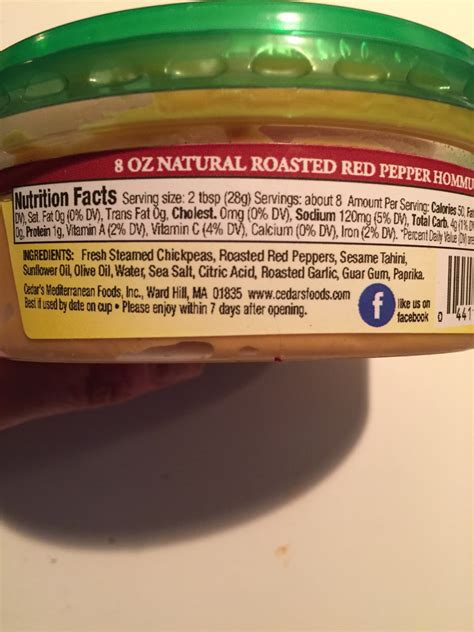 8 OZ NATURAL ROASTED RED PEPPER HOMMU
Nutrition Facts Serving size: 2 tbsp (28g) Servings: about 8 Amount Per Serving: Calories 50, Fa
DV), Sat. Fat 0g (0% DV), Trans Fat 0g, Cholest. 0mg (0% DV), Sodium 120mg (5% DV), Total Carb. 4g (1%
0g, Protein 1g, Vitamin A (2% DV), Vitamin C (4% DV), Calcium (0% DV), Iron (2% DV). *Percent Daily Value (DV)
INGREDIENTS: Fresh Steamed Chickpeas, Roasted Red Peppers, Sesame Tahini,
Sunflower Oil, Olive Oil, Water, Sea Salt, Citric Acid, Roasted Garlic, Guar Gum, Paprika.
Cedar's Mediterranean Foods, Inc., Ward Hill, MA 01835 www.cedarsfoods.com
Best if used by date on cup • Please enjoy within 7 days after opening.
f
like us on
facebook
0 441